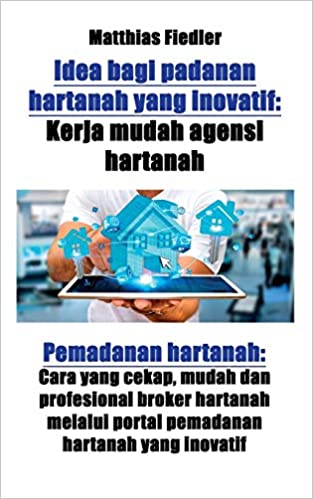 Matthias Fiedler
Idea bagi padanan
hartanah yang inovatif:
Kerja mudah agensi
hartanah
Pemadanan hartanah:
Cara yang cekap, mudah dan
profesional broker hartanah
melalui portal pemadanan
hartanah yang inovatif